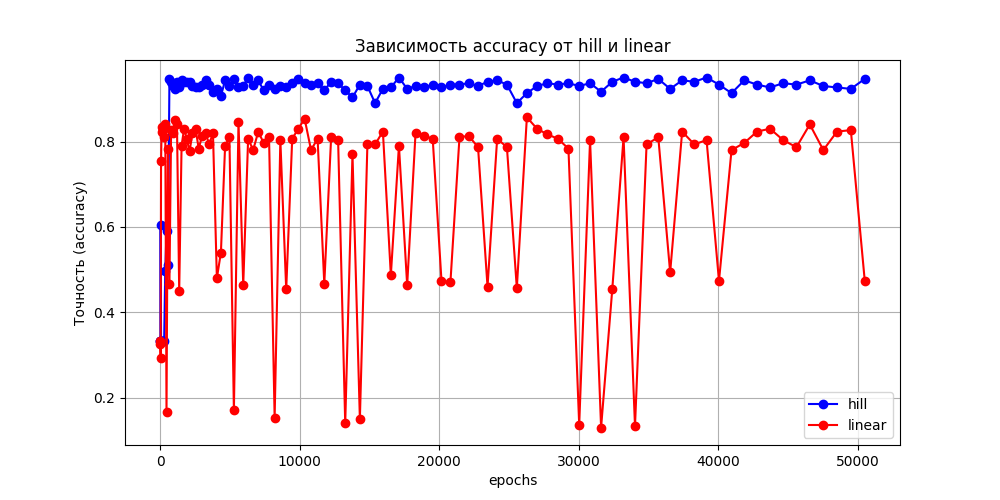 Зависимость accuracy от hill и linear
Точность (accuracy)
0.8
0.6
0.4
0.2
0 10000 20000 30000 40000 50000
epochs
hill
linear